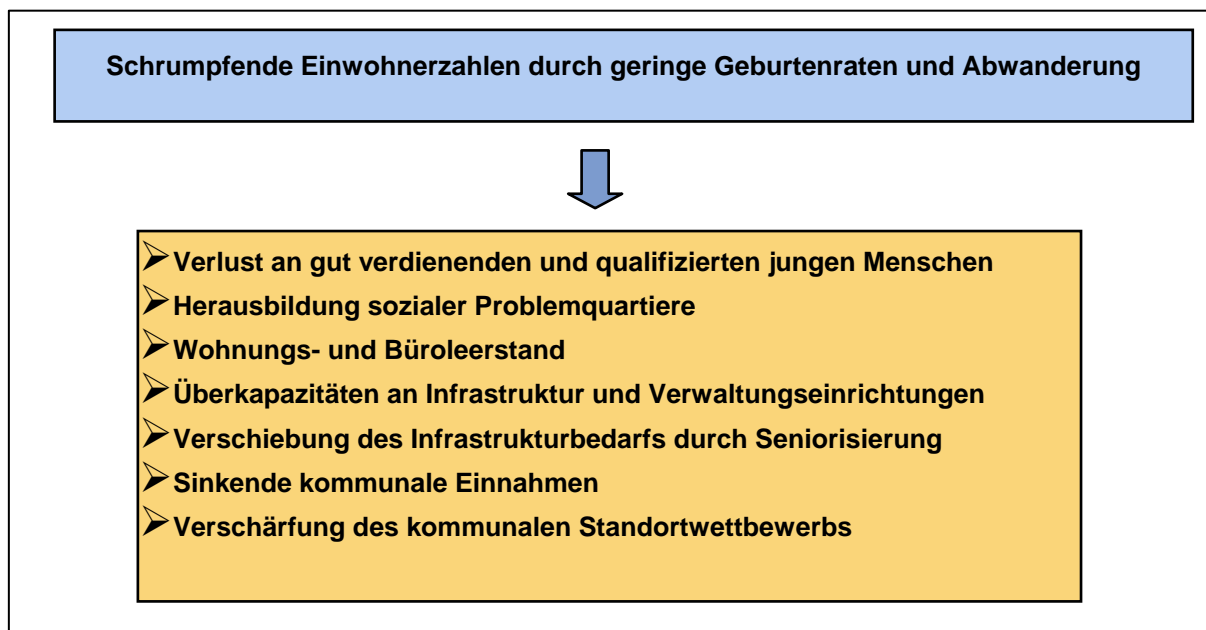 Schrumpfende Einwohnerzahlen durch geringe Geburtenraten und Abwanderung
➢Verlust an gut verdienenden und qualifizierten jungen Menschen
➢Herausbildung sozialer Problemquartiere
➢Wohnungs- und Büroleerstand
➢Überkapazitäten an Infrastruktur und Verwaltungseinrichtungen
➢Verschiebung des Infrastrukturbedarfs durch Seniorisierung
➢Sinkende kommunale Einnahmen
➢Verschärfung des kommunalen Standortwettbewerbs